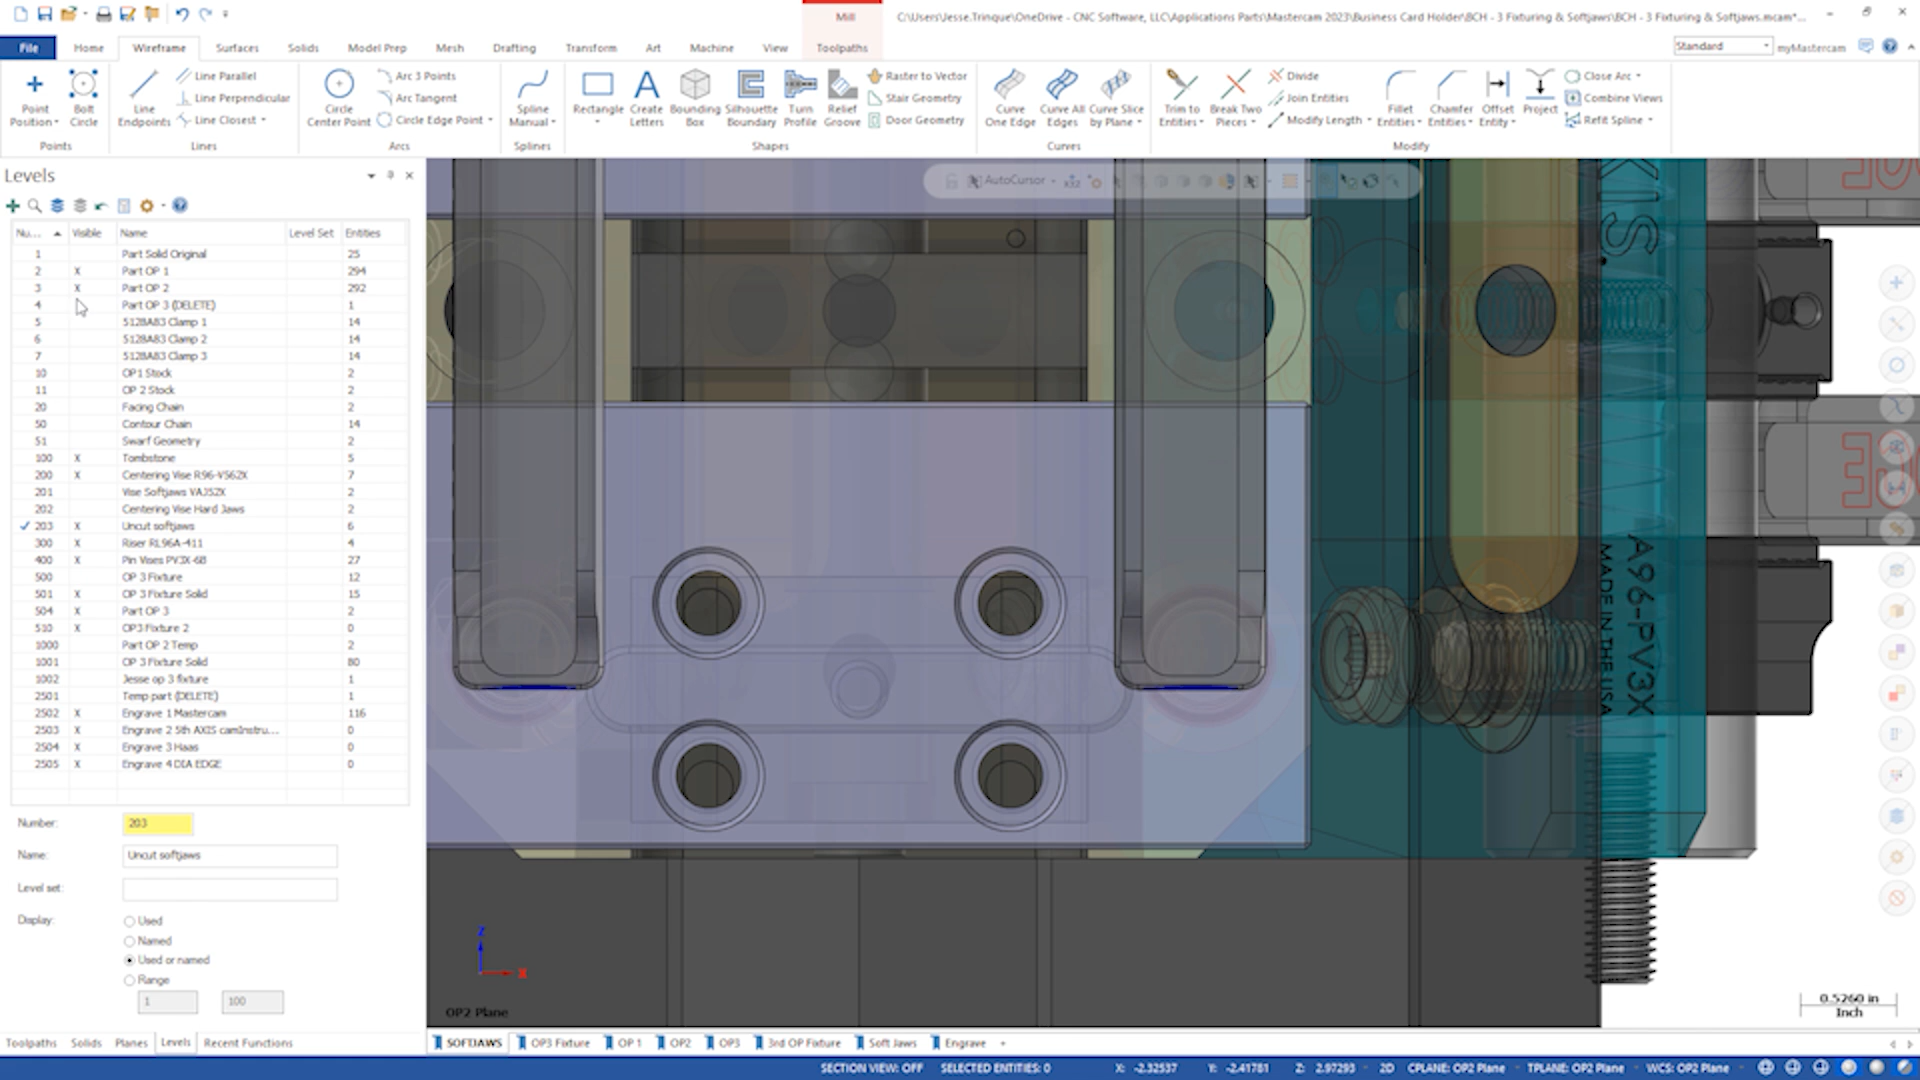 Mill
C:\Users\Jesse.Trinque\OneDrive - CNC Software, LLC\Applications Parts\Mastercam 2023\Business Card Holder\BCH - 3 Fixturing & Softjaws\BCH - 3 Fixturing & Softjaws.mcam*...
File Home Wireframe Surfaces Solids Model Prep Mesh Drafting Transform Art Machine View Toolpaths
Standard myMastercam
Point Position Bolt Circle
Points
Line Endpoints Line Parallel Line Perpendicular Line Closest
Lines
Circle Center Point Arc 3 Points Arc Tangent Circle Edge Point
Arcs
Spline Manual
Splines
Rectangle Create Letters Bounding Box Silhouette Boundary Turn Profile Relief Groove Raster to Vector Stair Geometry Door Geometry
Shapes
Curve One Edge Curve All Edges Curve Slice by Plane
Curves
Trim to Entities Break Two Pieces Divide Join Entities Modify Length Fillet Entities Chamfer Entities Offset Entity Project Close Arc Combine Views Refit Spline
Modify
Levels
AutoCursor
Nu... Visible Name Level Set Entities
1 Part Solid Original 25
2 X Part OP 1 294
3 X Part OP 2 292
4 Part OP 3 (DELETE) 1
5 5128A83 Clamp 1 14
6 5128A83 Clamp 2 14
7 5128A83 Clamp 3 14
10 OP1 Stock 2
11 OP 2 Stock 2
20 Facing Chain 2
50 Contour Chain 14
51 Swarf Geometry 2
100 X Tombstone 5
200 X Centering Vise R96-V562X 7
201 Vise Softjaws VAJ52X 2
202 Centering Vise Hard Jaws 2
203 X Uncut softjaws 6
300 X Riser RL96A-411 4
400 X Pin Vises PV3X-68 27
500 OP 3 Fixture 12
501 X OP 3 Fixture Solid 15
504 X Part OP 3 2
510 X OP3 Fixture 2 0
1000 Part OP 2 Temp 2
1001 OP 3 Fixture Solid 80
1002 Jesse op 3 fixture 1
2501 Temp part (DELETE) 1
2502 X Engrave 1 Mastercam 116
2503 X Engrave 2 5th AXIS camInstru... 0
2504 X Engrave 3 Haas 0
2505 X Engrave 4 DIA EDGE 0
Number: 203
Name: Uncut softjaws
Level set:
Display: Used
Named
Used or named
Range
1 100
XIS.
A96-PV3X
MADE IN THE USA
Z
X
OP2 Plane
0.5260 in
Inch
Toolpaths Solids Planes Levels Recent Functions
SOFTJAWS OP3 Fixture OP 1 OP2 OP3 3rd OP Fixture Soft Jaws Engrave +
SECTION VIEW: OFF SELECTED ENTITIES: 0 X: -2.32537 Y: -2.41781 Z: 2.97293 2D CPLANE: OP2 Plane TPLANE: OP2 Plane WCS: OP2 Plane